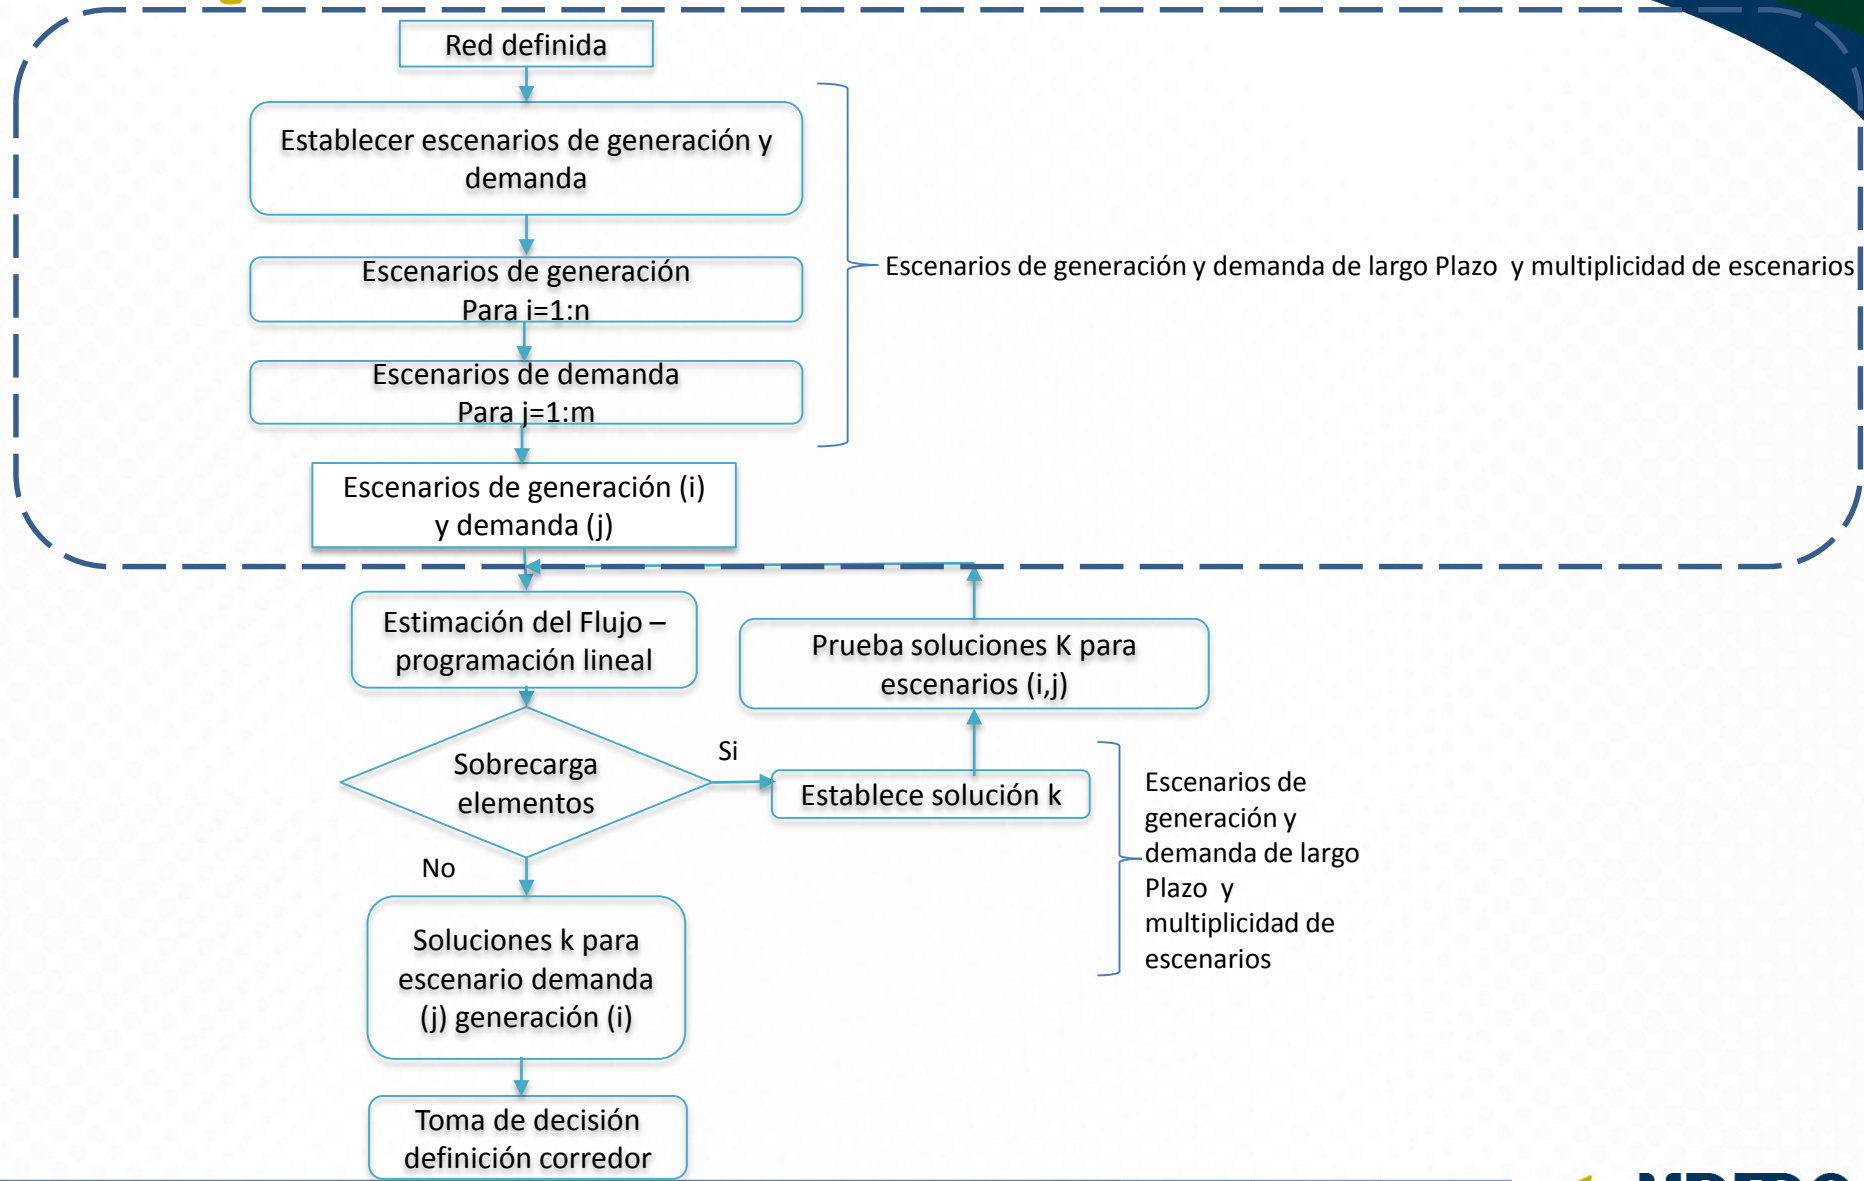 Red definida
Establecer escenarios de generación y
demanda
Escenarios de generación
Para i=1:n
Escenarios de generación y demanda de largo Plazo y multiplicidad de escenarios
Escenarios de demanda
Para j=1:m
Escenarios de generación (i)
y demanda (j)
Estimación del Flujo –
programación lineal
Prueba soluciones K para
escenarios (i,j)
Sobrecarga
elementos
Si
Establece solución k
Escenarios de
generación y
demanda de largo
Plazo y
multiplicidad de
escenarios
No
Soluciones k para
escenario demanda
(j) generación (i)
Toma de decisión
definición corredor